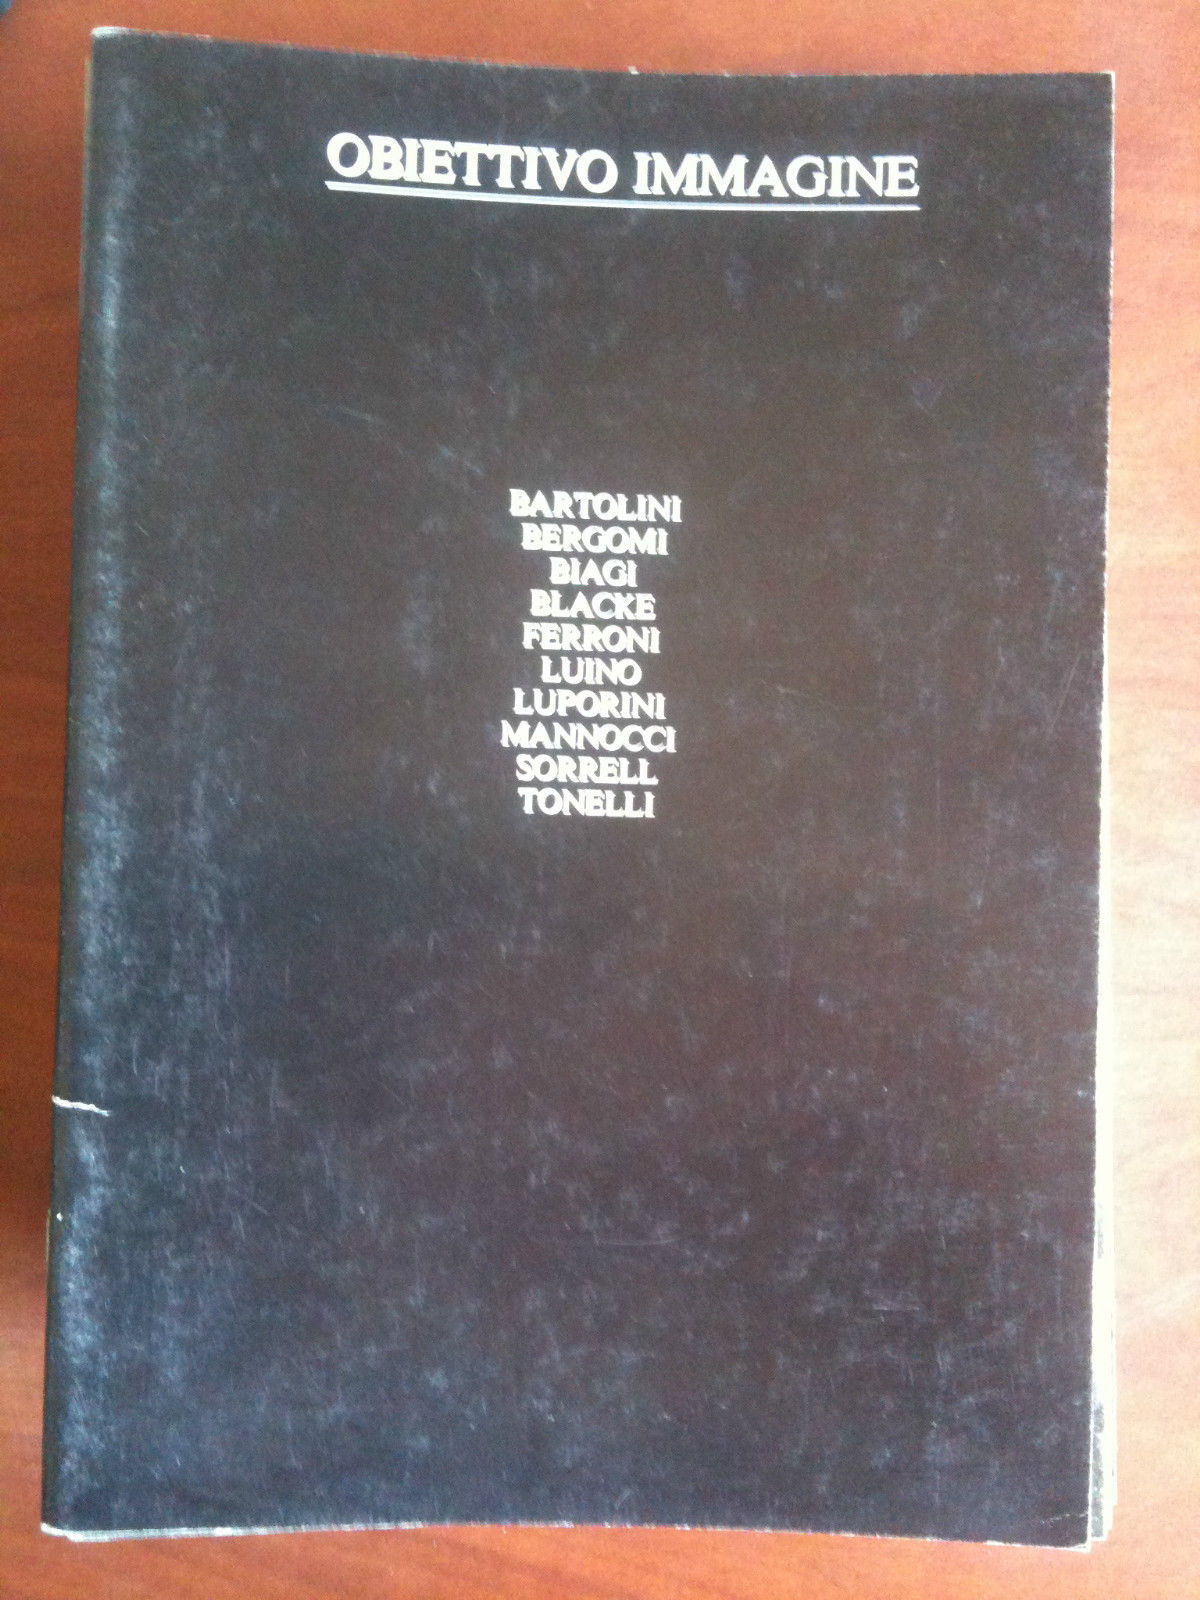 OBIETTIVO IMMAGINE
BARTOLINI
BERGOMI
BIAGI
BLACKE
FERRONI
LUINO
LUPORINI
MANNOCCI
SORRELL
TONELLI